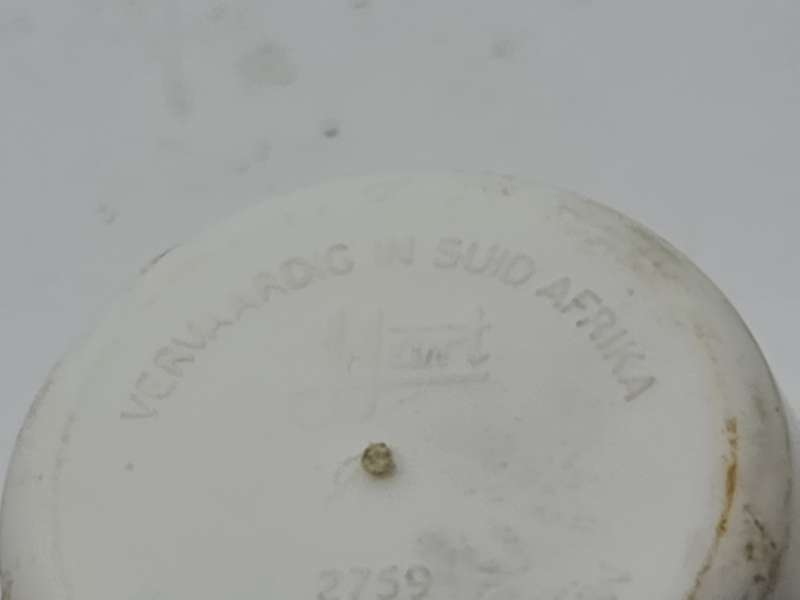 VERVAARDIG IN SUID AFRIKA
2759